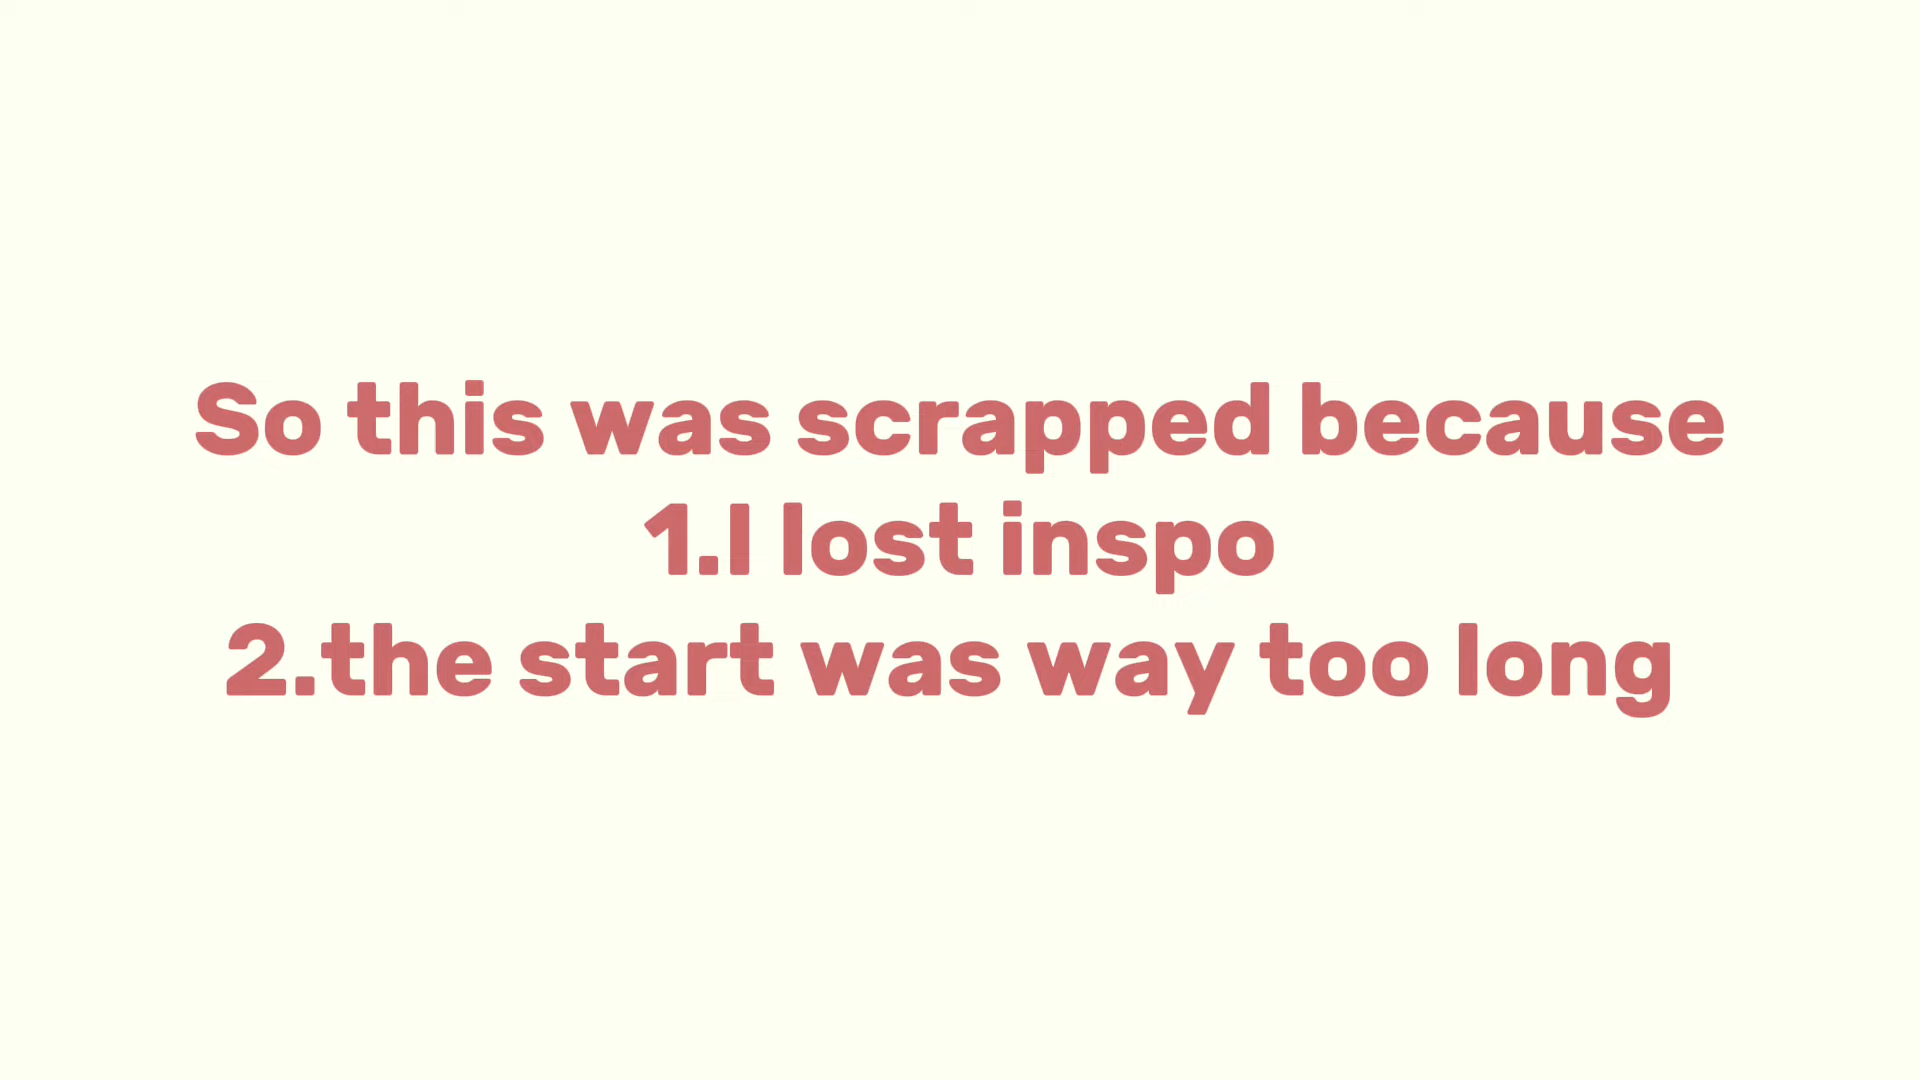 So this was scrapped because
1.I lost inspo
2.the start was way too long